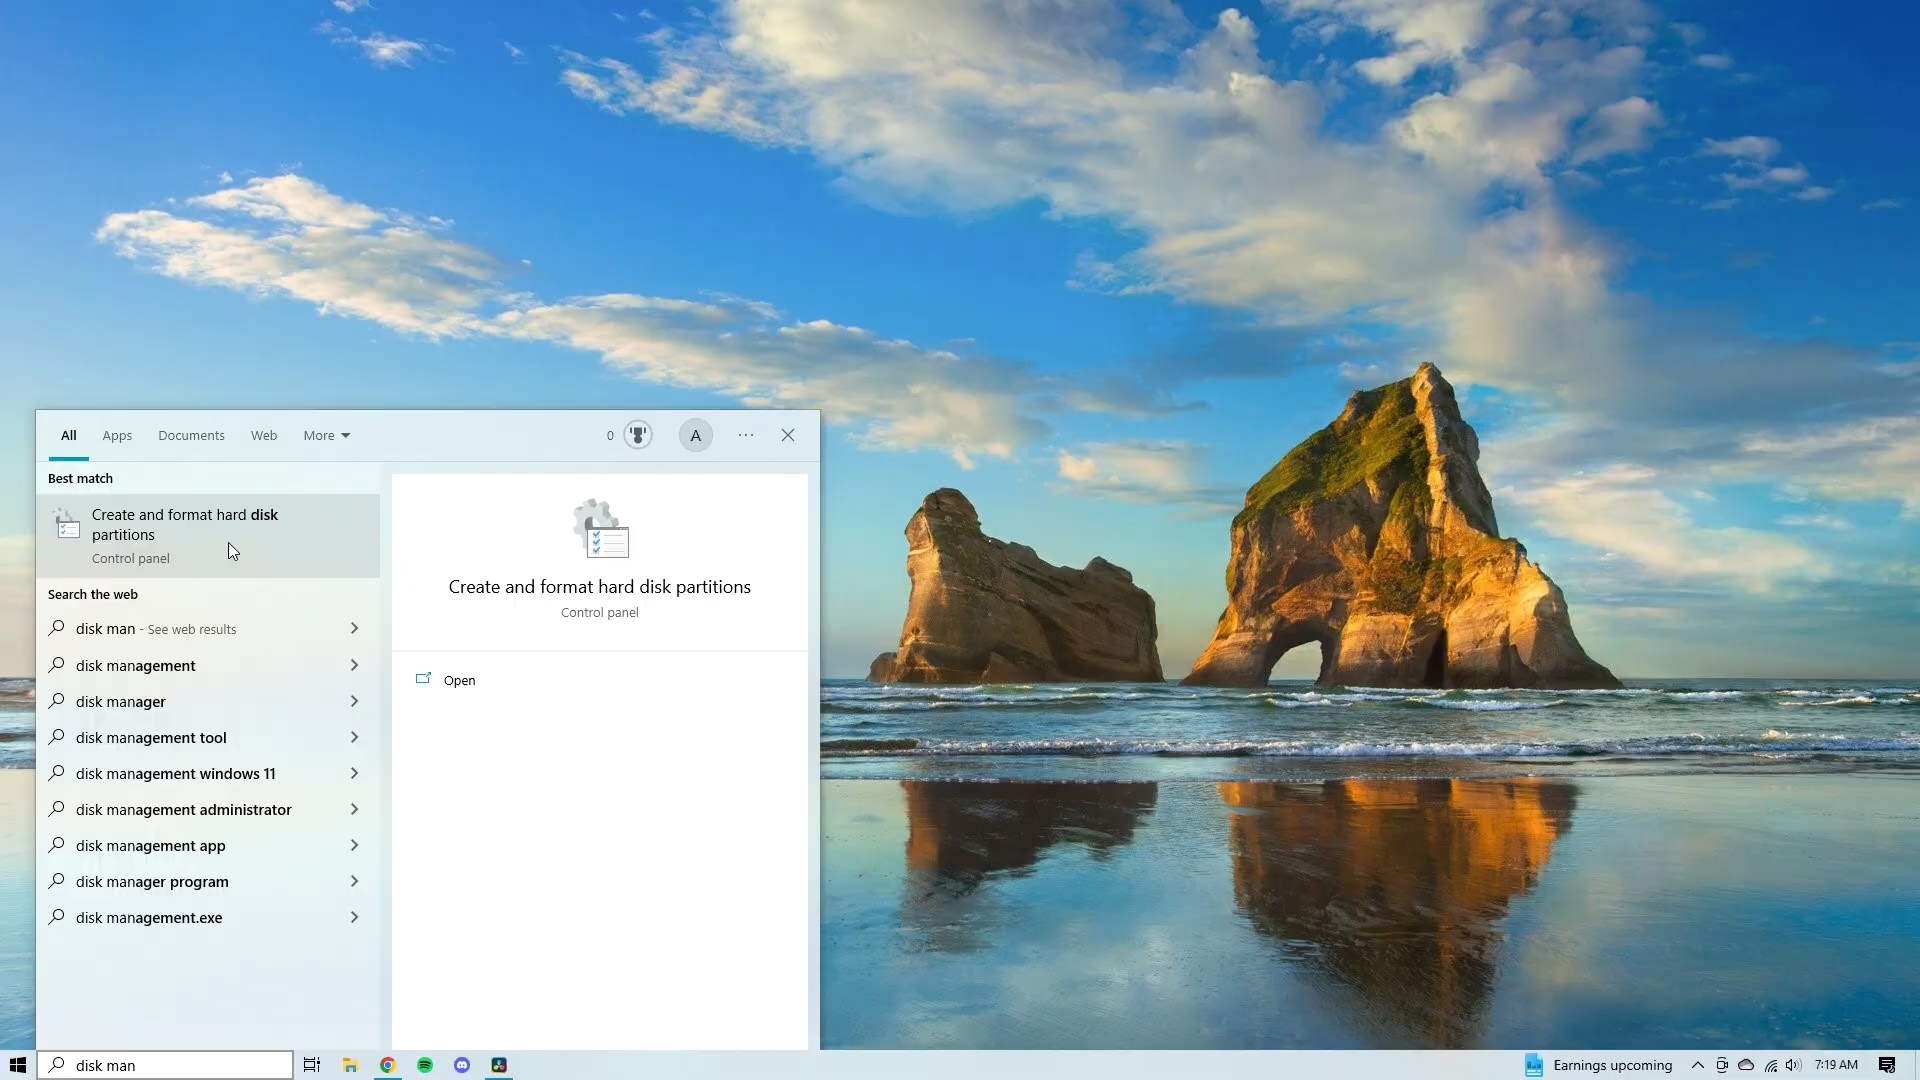 All Apps Documents Web More 0 A
Best match
Create and format hard disk
partitions
Control panel
Search the web
disk man - See web results
disk management
disk manager
disk management tool
disk management windows 11
disk management administrator
disk management app
disk manager program
disk management.exe
Create and format hard disk partitions
Control panel
Open
disk man
Earnings upcoming
7:19 AM